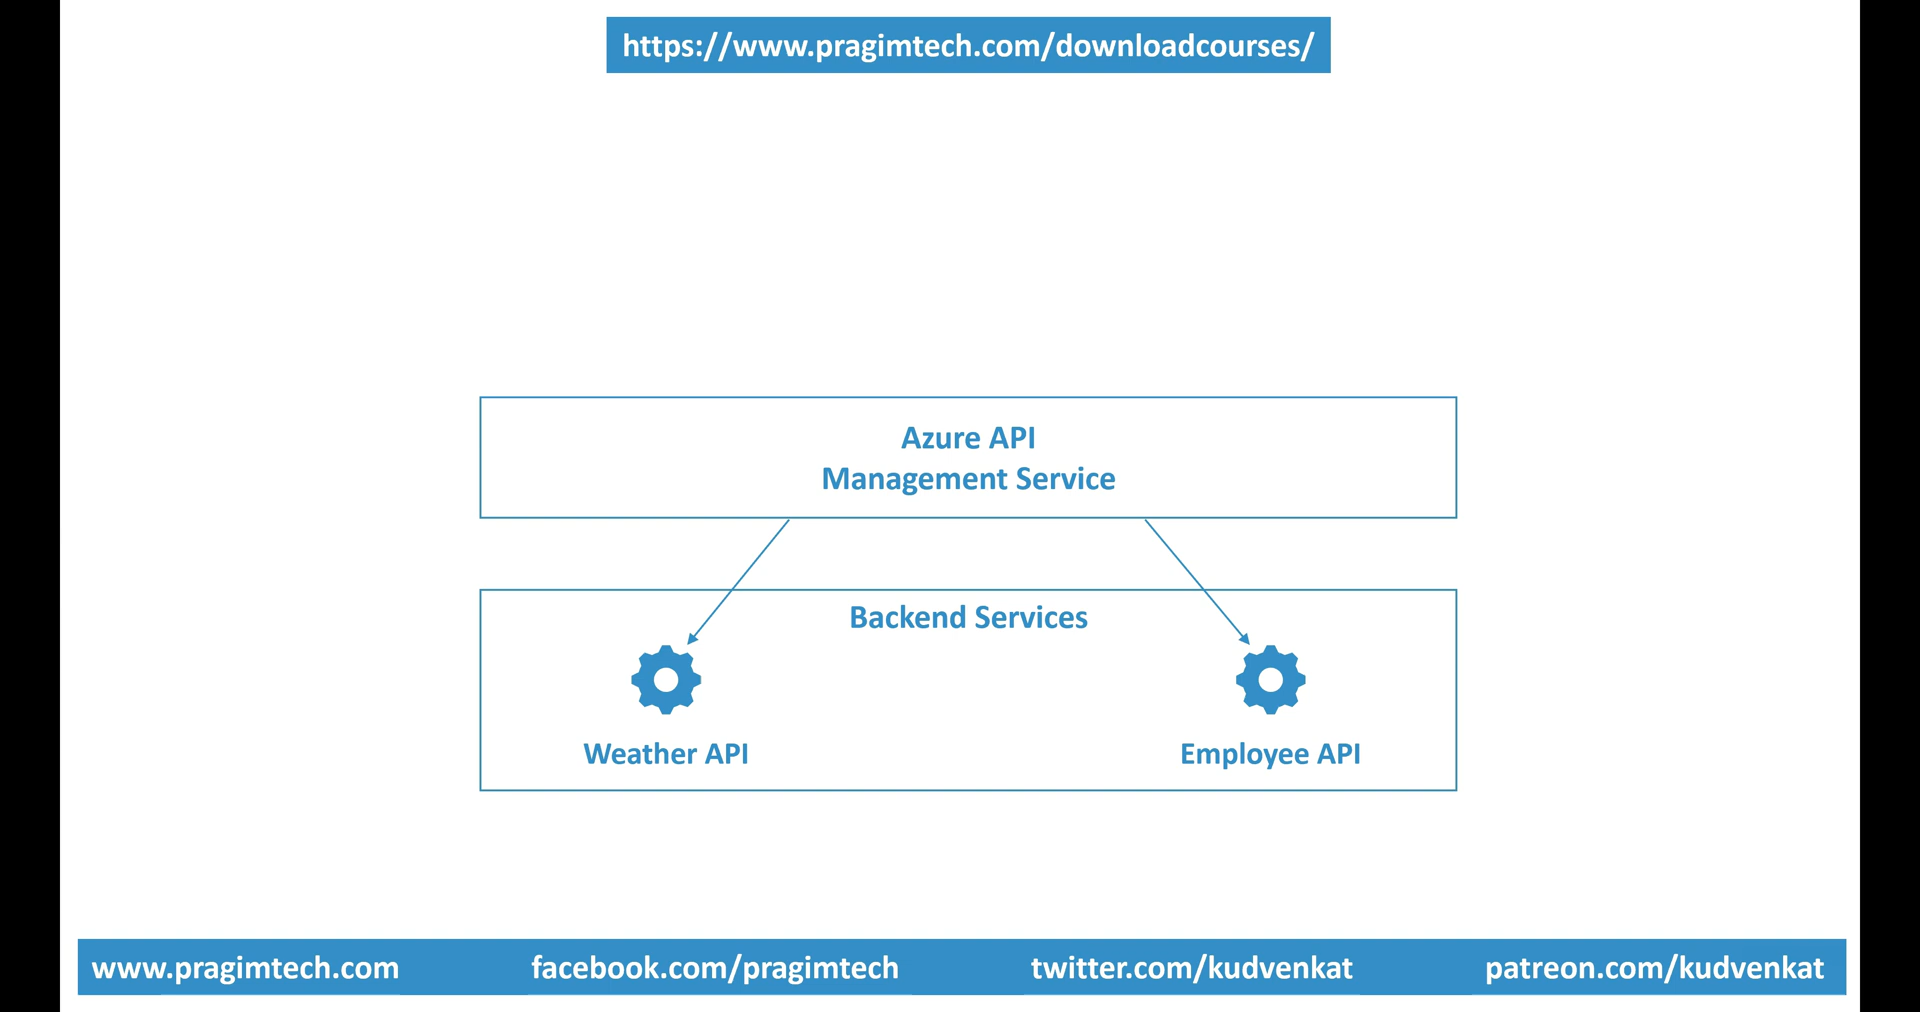 https://www.pragimtech.com/downloadcourses/
Azure API
Management Service
Backend Services
Weather API
Employee API
www.pragimtech.com
facebook.com/pragimtech
twitter.com/kudvenkat
patreon.com/kudvenkat